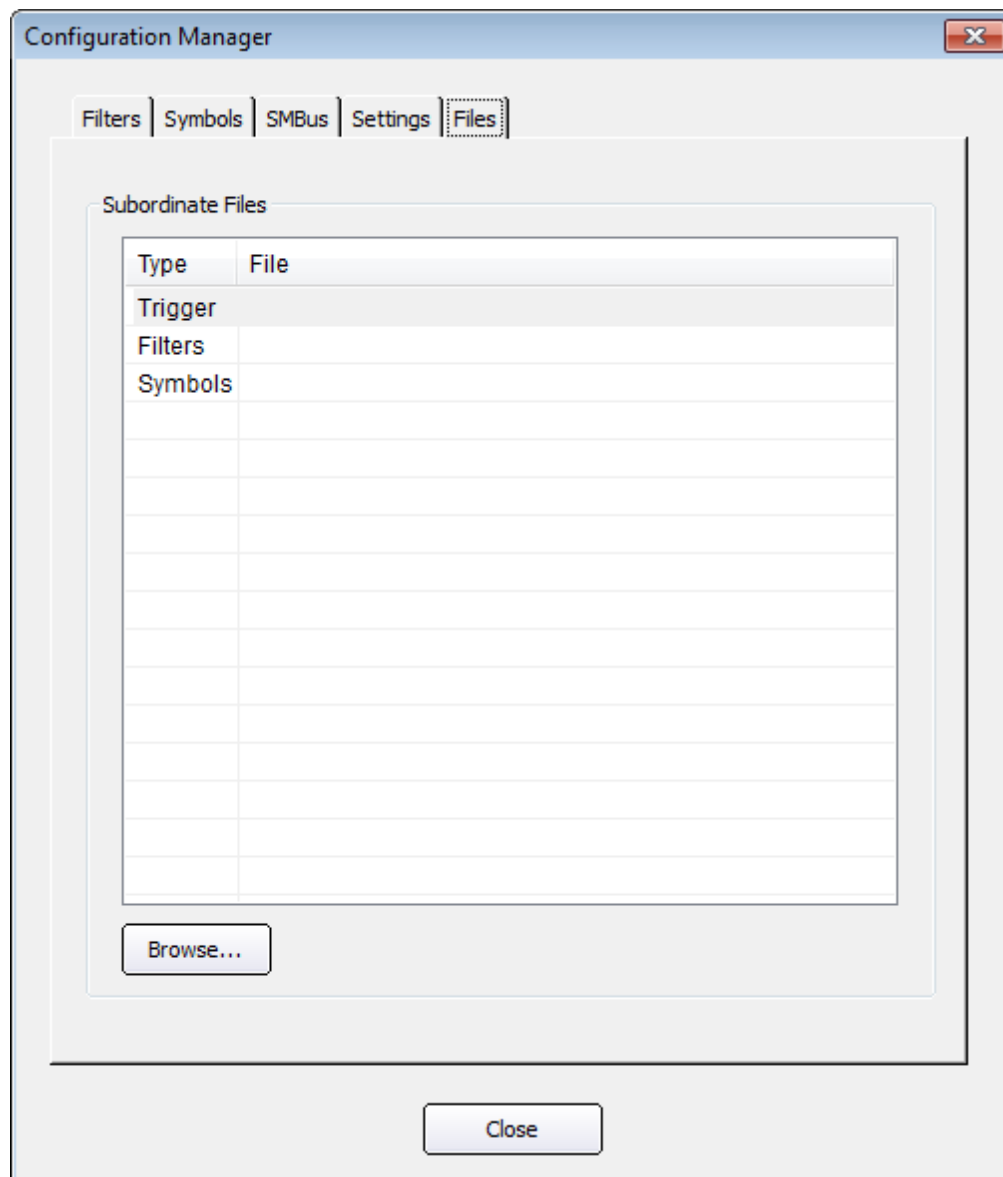 Configuration Manager
Filters Symbols SMBus Settings Files
Subordinate Files
Type File
Trigger
Filters
Symbols
Browse...
Close